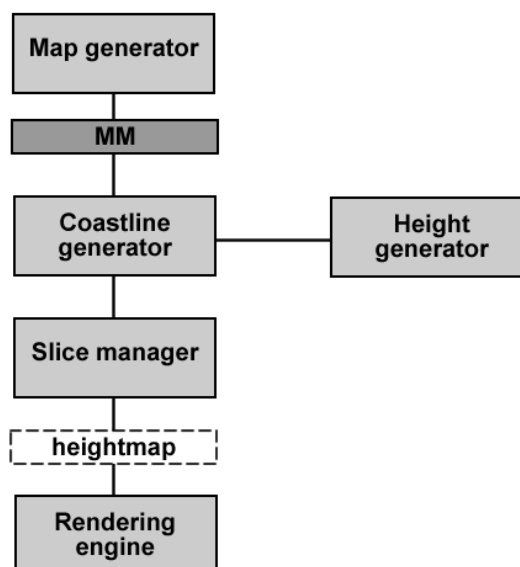 Map generator
MM
Coastline
generator
Height
generator
Slice manager
heightmap
Rendering
engine